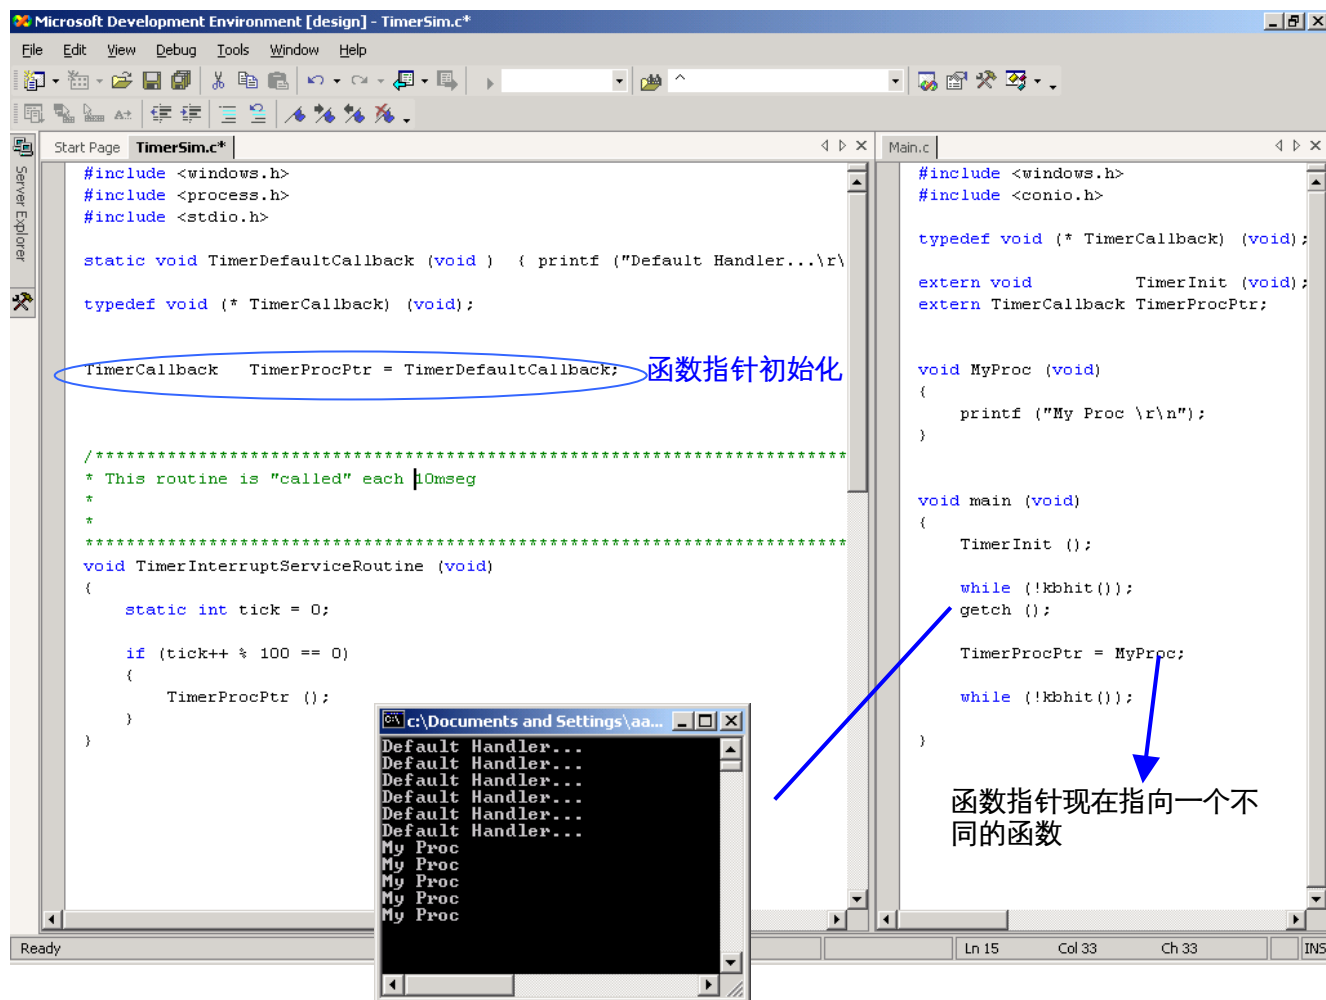 Microsoft Development Environment [design] - TimerSim.c*
File Edit View Debug Tools Window Help
^
Server Explorer
Start Page TimerSim.c*
#include <windows.h>
#include <process.h>
#include <stdio.h>
static void TimerDefaultCallback (void ) { printf ("Default Handler...\r\
typedef void (* TimerCallback) (void);
TimerCallback TimerProcPtr = TimerDefaultCallback;
函数指针初始化
/*************************************************************************
* This routine is "called" each 10mseg
*
*
**************************************************************************
void TimerInterruptServiceRoutine (void)
{
static int tick = 0;
if (tick++ % 100 == 0)
{
TimerProcPtr ();
}
}
Main.c
#include <windows.h>
#include <conio.h>
typedef void (* TimerCallback) (void);
extern void TimerInit (void);
extern TimerCallback TimerProcPtr;
void MyProc (void)
{
printf ("My Proc \r\n");
}
void main (void)
{
TimerInit ();
while (!kbhit());
getch ();
TimerProcPtr = MyProc;
while (!kbhit());
}
函数指针现在指向一个不
同的函数
c:\Documents and Settings\aa...
Default Handler...
Default Handler...
Default Handler...
Default Handler...
Default Handler...
Default Handler...
My Proc
My Proc
My Proc
My Proc
My Proc
Ready Ln 15 Col 33 Ch 33 INS